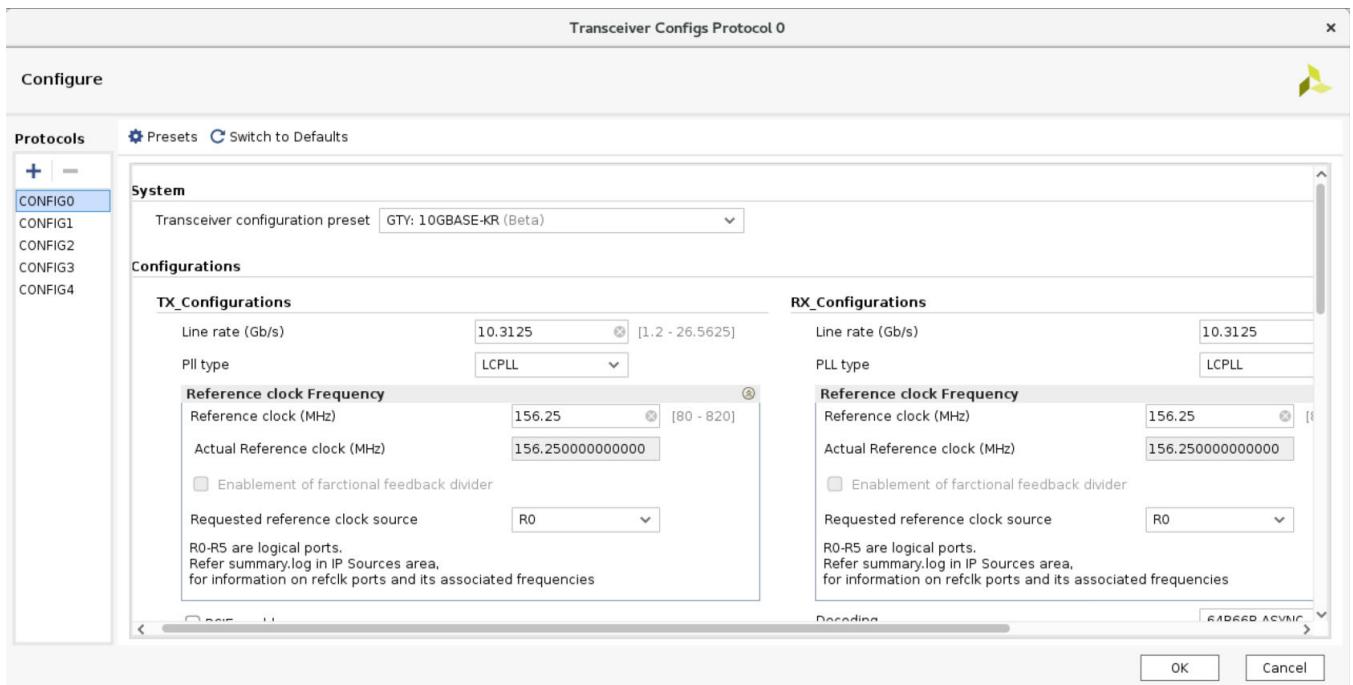 Transceiver Configs Protocol 0
Configure
Protocols
Presets Switch to Defaults
CONFIG0
CONFIG1
CONFIG2
CONFIG3
CONFIG4
System
Transceiver configuration preset GTY: 10GBASE-KR (Beta)
Configurations
TX_Configurations
Line rate (Gb/s) 10.3125 [1.2 - 26.5625]
Pll type LCPLL
Reference clock Frequency
Reference clock (MHz) 156.25 [80 - 820]
Actual Reference clock (MHz) 156.250000000000
Enablement of farctional feedback divider
Requested reference clock source R0
R0-R5 are logical ports.
Refer summary.log in IP Sources area,
for information on refclk ports and its associated frequencies
RX_Configurations
Line rate (Gb/s) 10.3125
PLL type LCPLL
Reference clock Frequency
Reference clock (MHz) 156.25
Actual Reference clock (MHz) 156.250000000000
Enablement of farctional feedback divider
Requested reference clock source R0
R0-R5 are logical ports.
Refer summary.log in IP Sources area,
for information on refclk ports and its associated frequencies
Decoding 64B66B ASYNC
OK Cancel